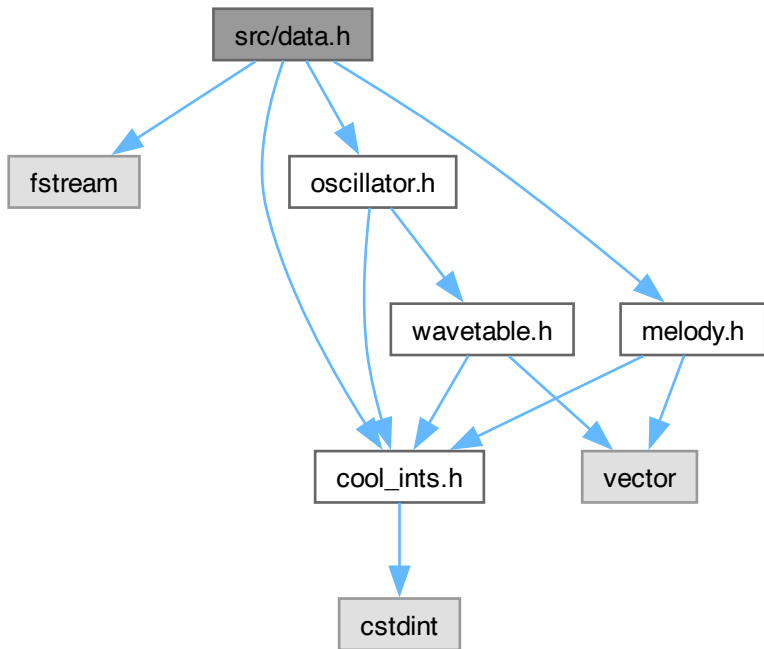 src/data.h
fstream
oscillator.h
wavetable.h
melody.h
cool_ints.h
vector
cstdint